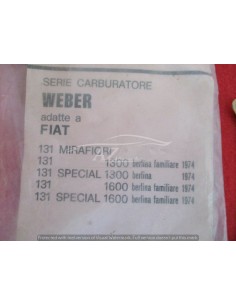 SERIE CARBURATORE
WEBER
adatte a
FIAT
131 MIRAFIORI
131 1300 berlina familiare 1974
131 SPECIAL 1300 berlina 1974
131 1600 berlina familiare 1974
131 SPECIAL 1600 berlina familiare 1974